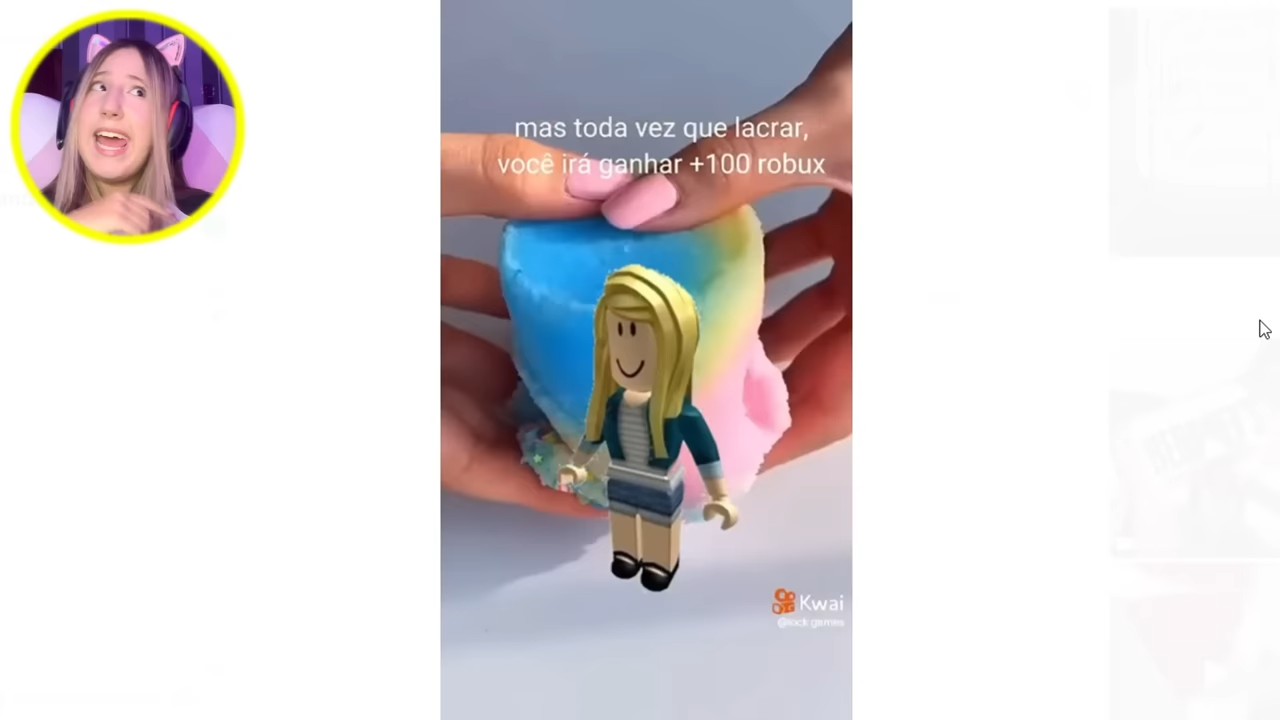 mas toda vez que lacrar,
você irá ganhar +100 robux
Kwai